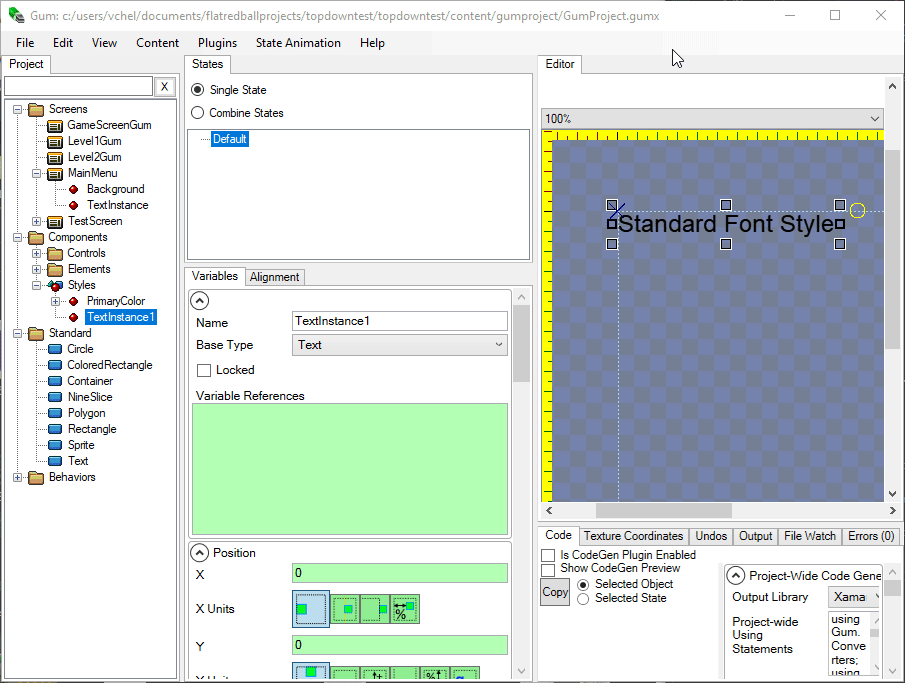 Gum: c:/users/vchel/documents/flatredballprojects/topdowntest/topdowntest/content/gumproject/GumProject.gumx
File Edit View Content Plugins State Animation Help
Project
X
Screens
GameScreenGum
Level1Gum
Level2Gum
MainMenu
Background
TextInstance
TestScreen
Components
Controls
Elements
Styles
PrimaryColor
TextInstance1
Standard
Circle
ColoredRectangle
Container
NineSlice
Polygon
Rectangle
Sprite
Text
Behaviors
States
Single State
Combine States
Default
Variables Alignment
Name TextInstance1
Base Type Text
Locked
Variable References
Position
X 0
X Units
%
Y 0
Editor
100%
Standard Font Style
Code Texture Coordinates Undos Output File Watch Errors (0)
Is CodeGen Plugin Enabled
Show CodeGen Preview
Copy
Selected Object
Selected State
Project-Wide Code Gene
Output Library Xama
Project-wide
Using
Statements
using
Gum.
Conve
rters;
using